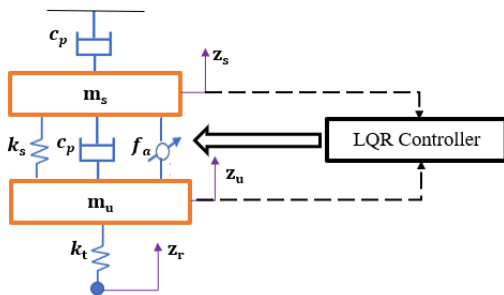 c_p
z_s
m_s
k_s
c_p
f_a
LQR Controller
z_u
m_u
k_t
z_r